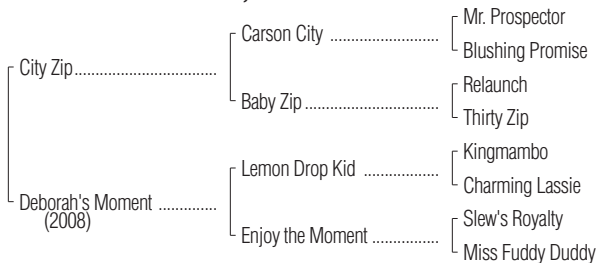 Mr. Prospector
Carson City ....................
Blushing Promise
City Zip..........................
Relaunch
Baby Zip.........................
Thirty Zip
Kingmambo
Lemon Drop Kid ..............
Charming Lassie
Deborah's Moment ...........
(2008)
Slew's Royalty
Enjoy the Moment ............
Miss Fuddy Duddy